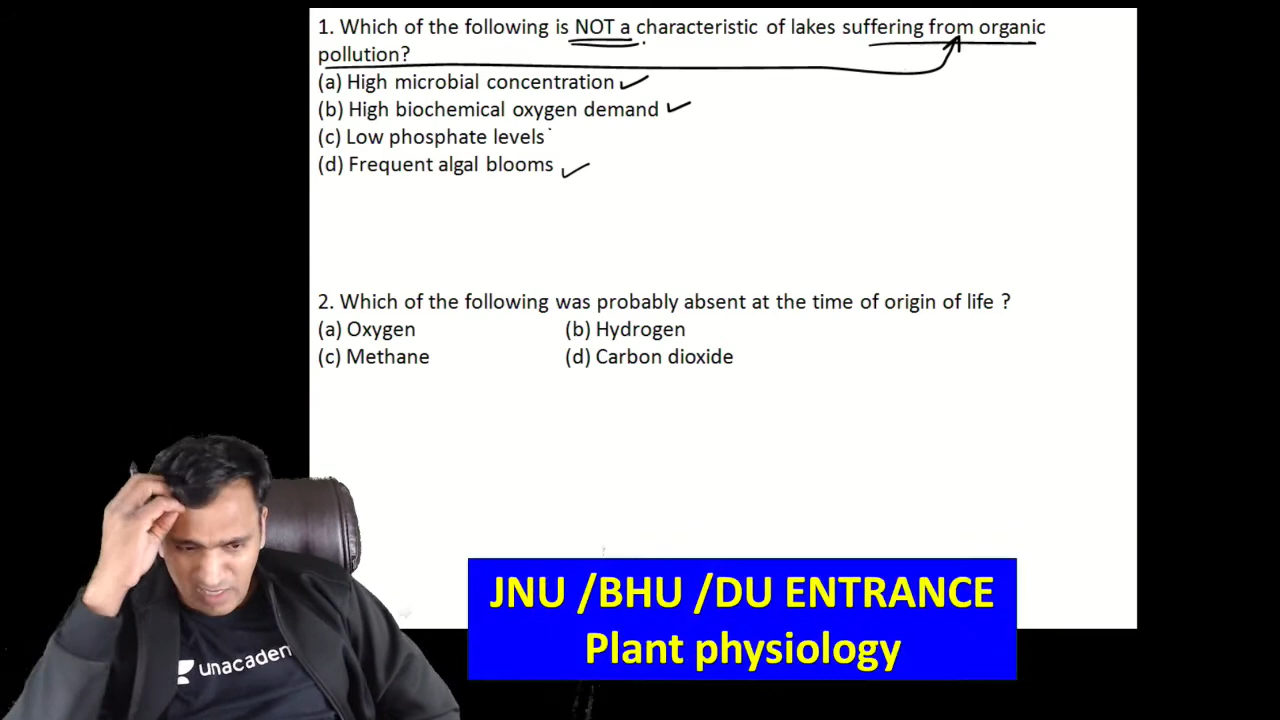 1. Which of the following is NOT a characteristic of lakes suffering from organic
pollution?
(a) High microbial concentration
(b) High biochemical oxygen demand
(c) Low phosphate levels
(d) Frequent algal blooms
2. Which of the following was probably absent at the time of origin of life ?
(a) Oxygen (b) Hydrogen
(c) Methane (d) Carbon dioxide
unacadem
JNU /BHU /DU ENTRANCE
Plant physiology